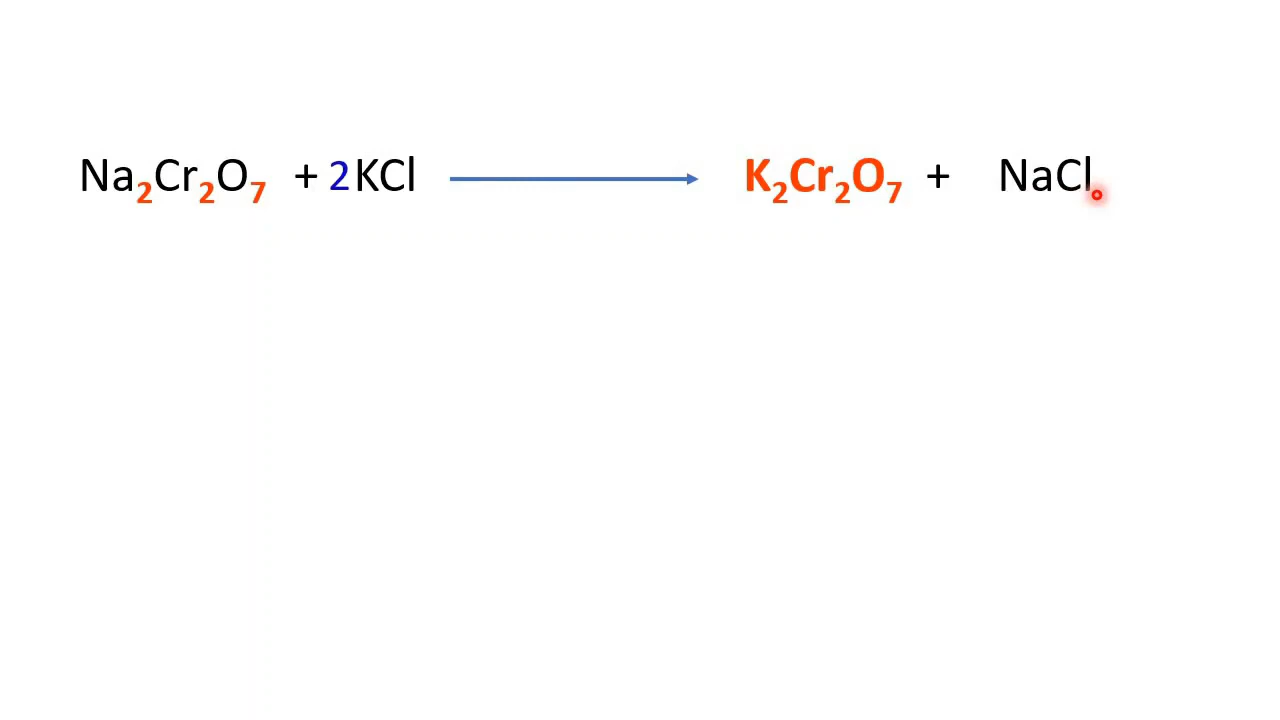 Na₂Cr₂O₇ + 2KCl ⟶ K₂Cr₂O₇ + NaCl